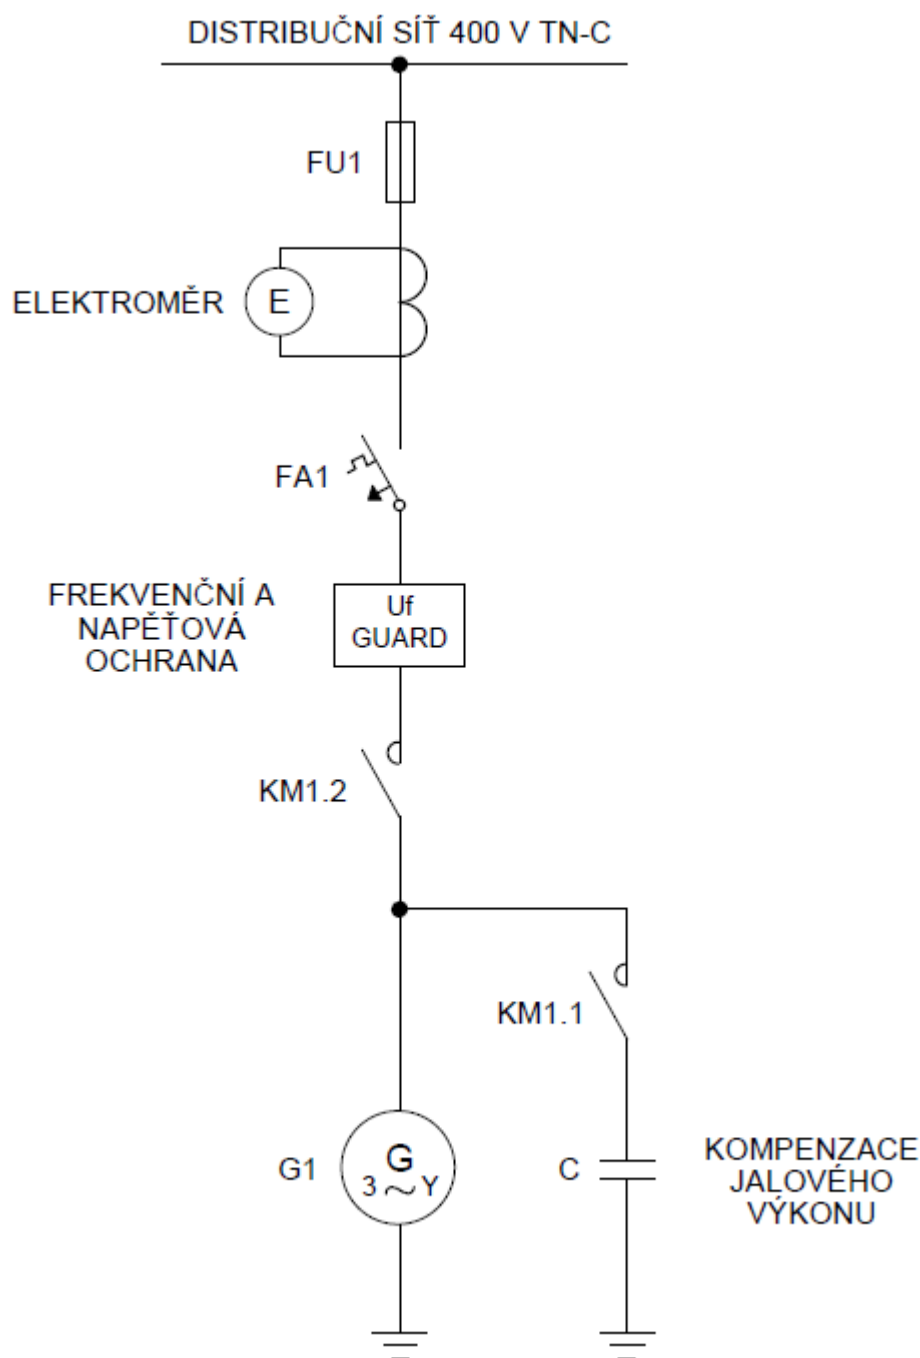 DISTRIBUČNÍ SÍŤ 400 V TN-C
FU1
ELEKTROMĚR
E
FA1
FREKVENČNÍ A
NAPĚŤOVÁ
OCHRANA
Uf
GUARD
KM1.2
KM1.1
G1
G
3 ~ Y
C
KOMPENZACE
JALOVÉHO
VÝKONU